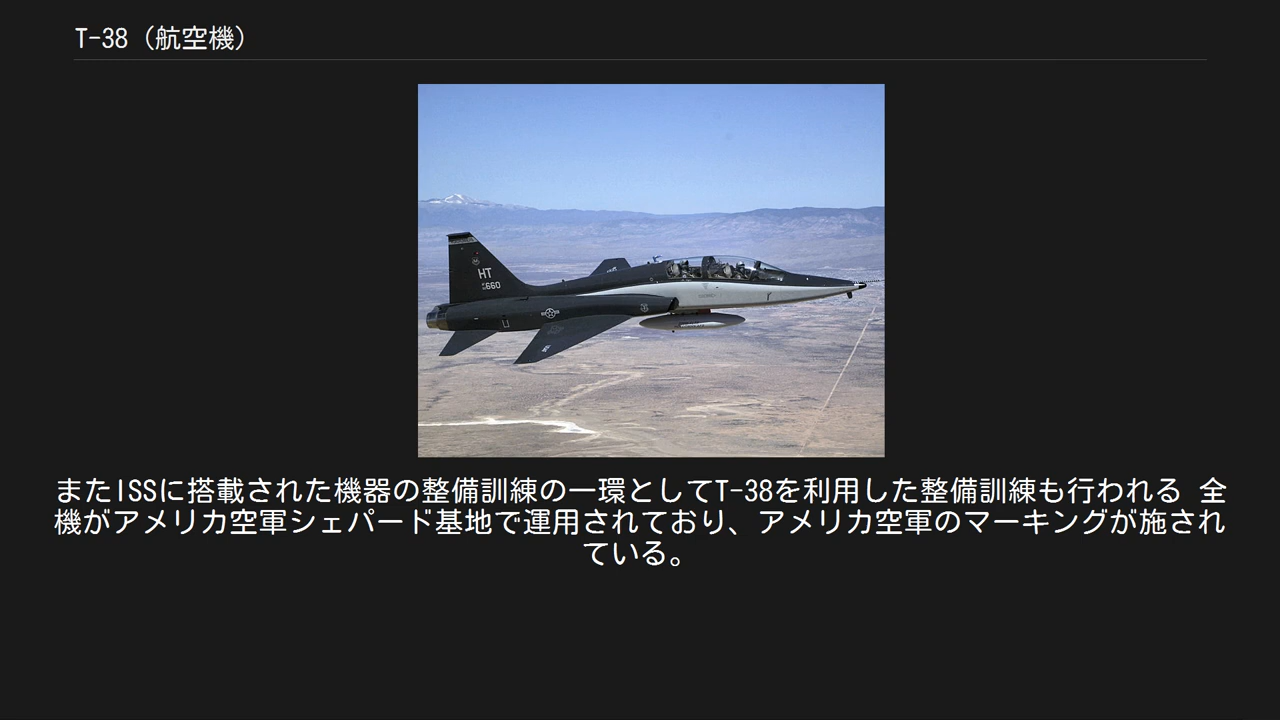 T-38（航空機）
HT
660
またISSに搭載された機器の整備訓練の一環としてT-38を利用した整備訓練も行われる 全
機がアメリカ空軍シェパード基地で運用されており、アメリカ空軍のマーキングが施され
ている。